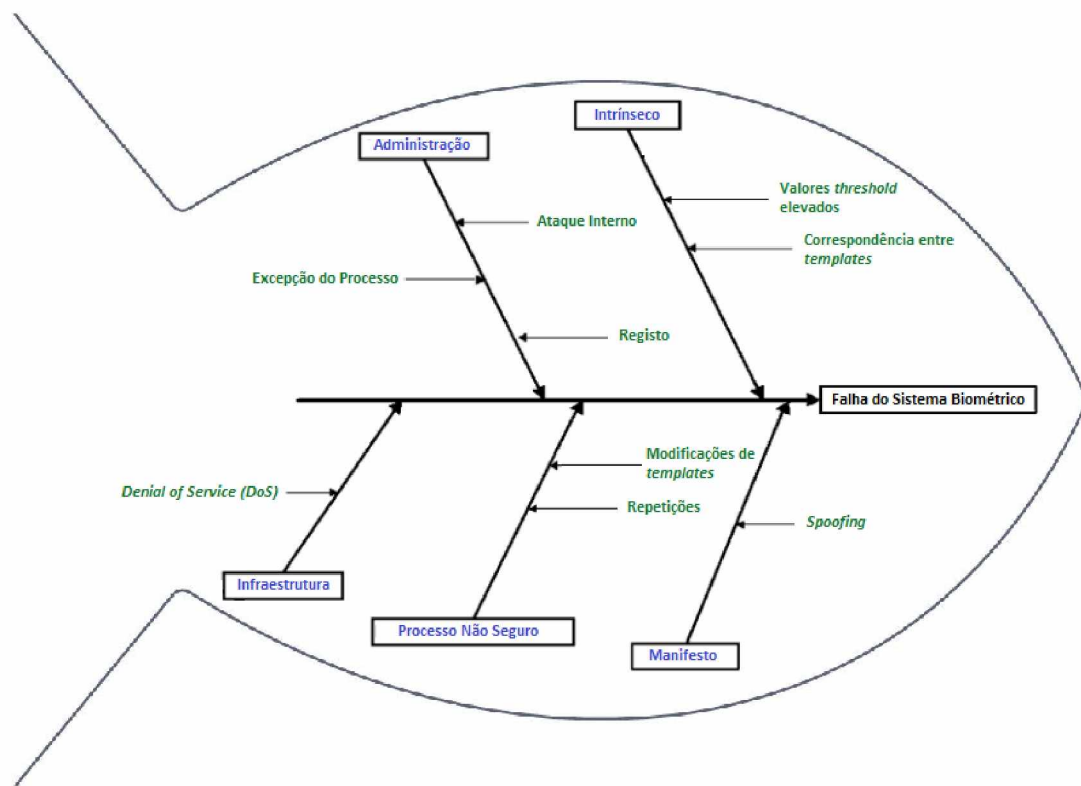 Intrínseco
Administração
Valores threshold
elevados
Ataque Interno
Correspondência entre
templates
Excepção do Processo
Registo
Falha do Sistema Biométrico
Modificações de
templates
Denial of Service (DoS)
Repetições
Spoofing
Infraestrutura
Processo Não Seguro
Manifesto